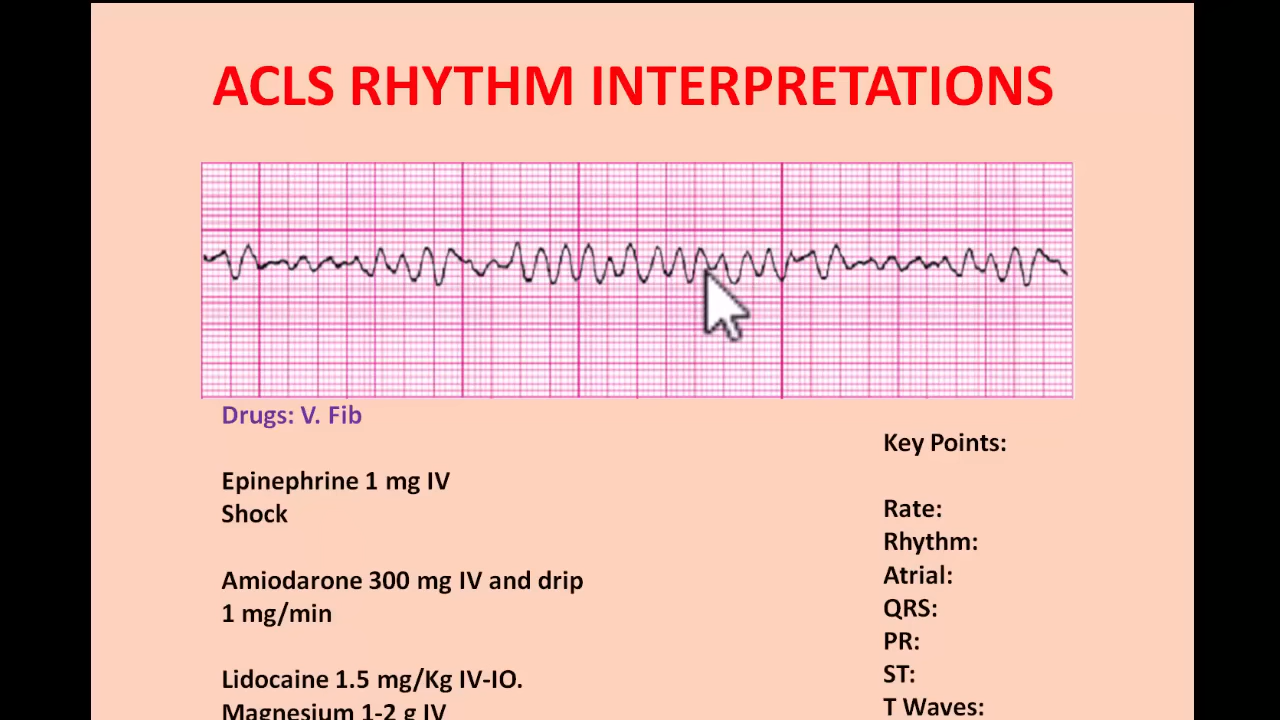 ACLS RHYTHM INTERPRETATIONS
Drugs: V. Fib
Epinephrine 1 mg IV
Shock
Amiodarone 300 mg IV and drip
1 mg/min
Lidocaine 1.5 mg/Kg IV-IO.
Magnesium 1-2 g IV
Key Points:
Rate:
Rhythm:
Atrial:
QRS:
PR:
ST:
T Waves: